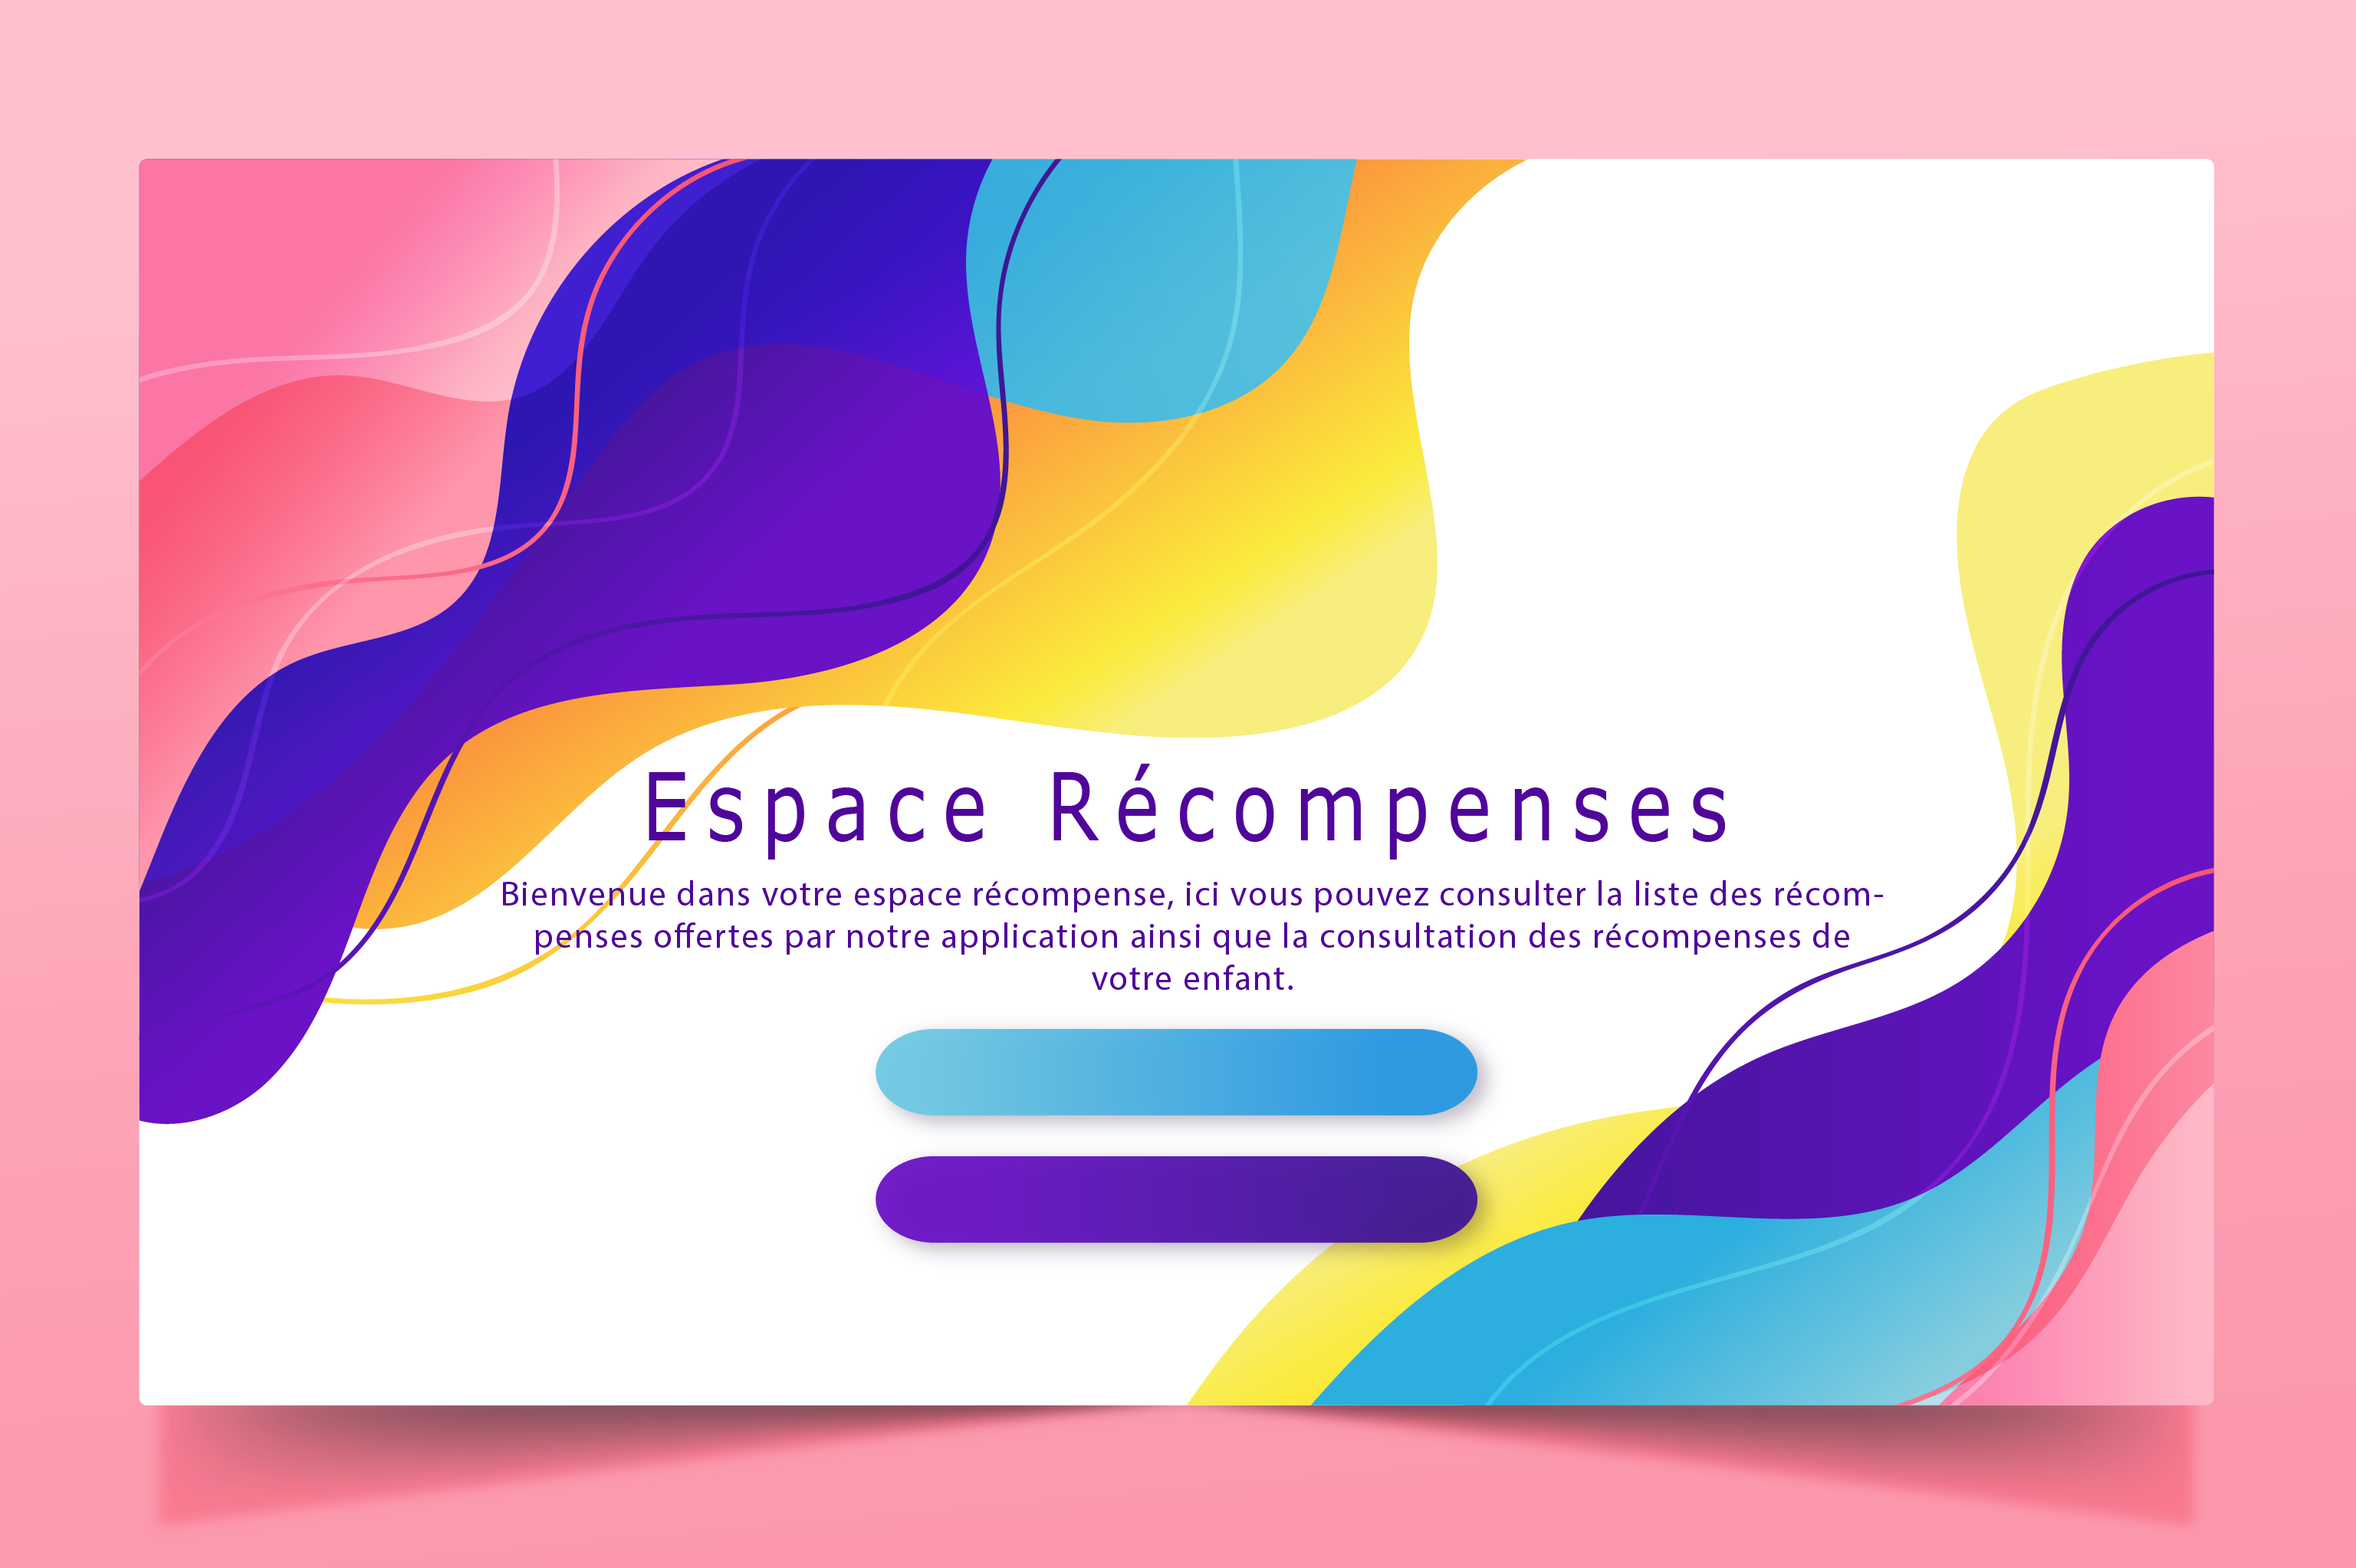 Espace Récompenses
Bienvenue dans votre espace récompense, ici vous pouvez consulter la liste des récom-
penses offertes par notre application ainsi que la consultation des récompenses de
votre enfant.